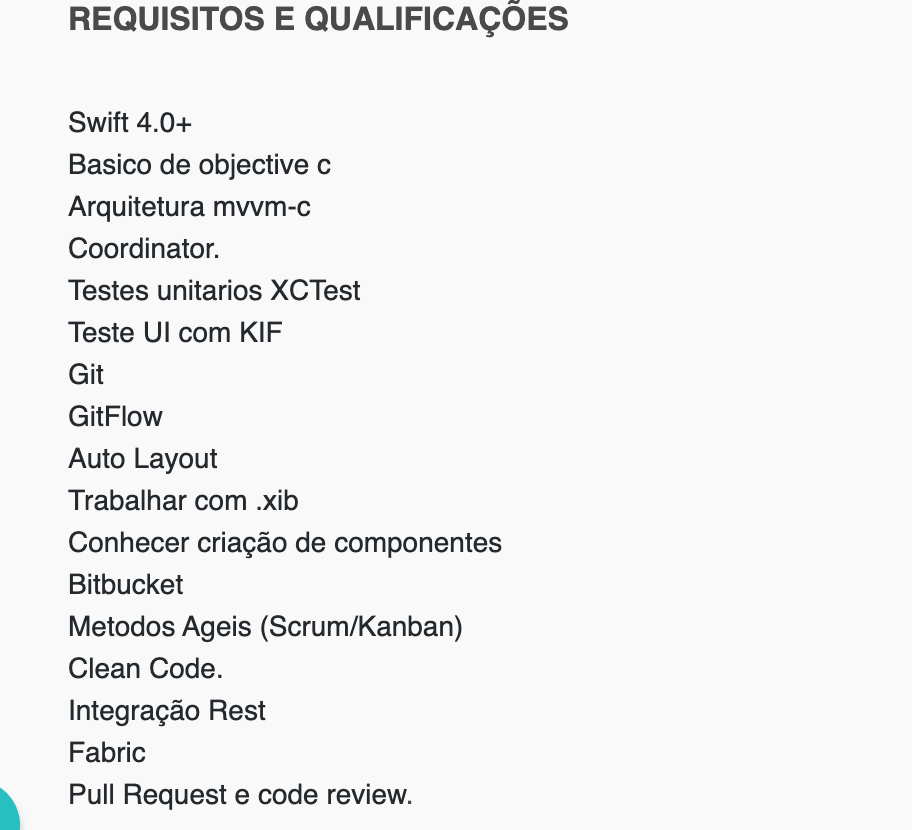 REQUISITOS E QUALIFICAÇÕES
Swift 4.0+
Basico de objective c
Arquitetura mvvm-c
Coordinator.
Testes unitarios XCTest
Teste UI com KIF
Git
GitFlow
Auto Layout
Trabalhar com .xib
Conhecer criação de componentes
Bitbucket
Metodos Ageis (Scrum/Kanban)
Clean Code.
Integração Rest
Fabric
Pull Request e code review.